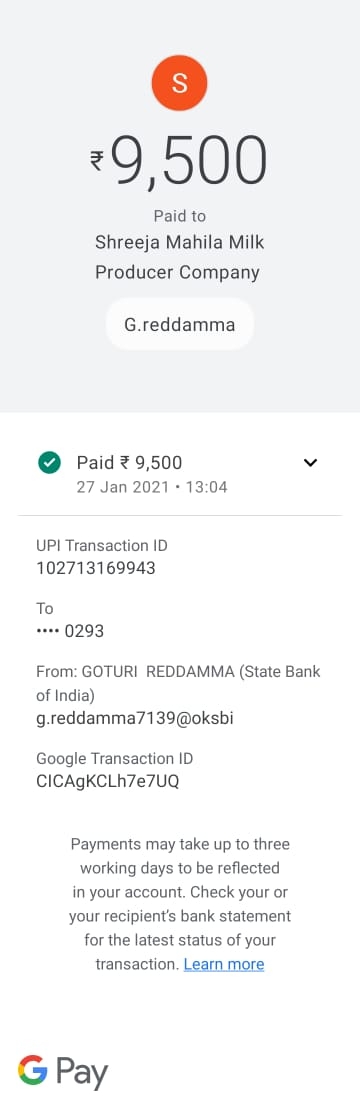 S
₹9,500
Paid to
Shreeja Mahila Milk
Producer Company
G.reddamma
Paid ₹ 9,500
27 Jan 2021 • 13:04
UPI Transaction ID
102713169943
To
•••• 0293
From: GOTURI  REDDAMMA (State Bank
of India)
g.reddamma7139@oksbi
Google Transaction ID
CICAgKCLh7e7UQ
Payments may take up to three
working days to be reflected
in your account. Check your or
your recipient's bank statement
for the latest status of your
transaction. Learn more
G Pay